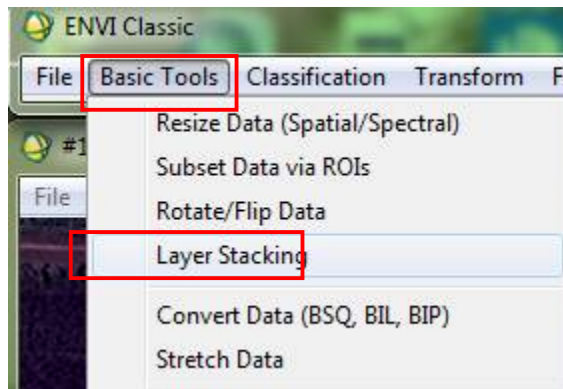 ENVI Classic
File Basic Tools Classification Transform F
Resize Data (Spatial/Spectral)
#1
Subset Data via ROIs
File
Rotate/Flip Data
Layer Stacking
Convert Data (BSQ, BIL, BIP)
Stretch Data